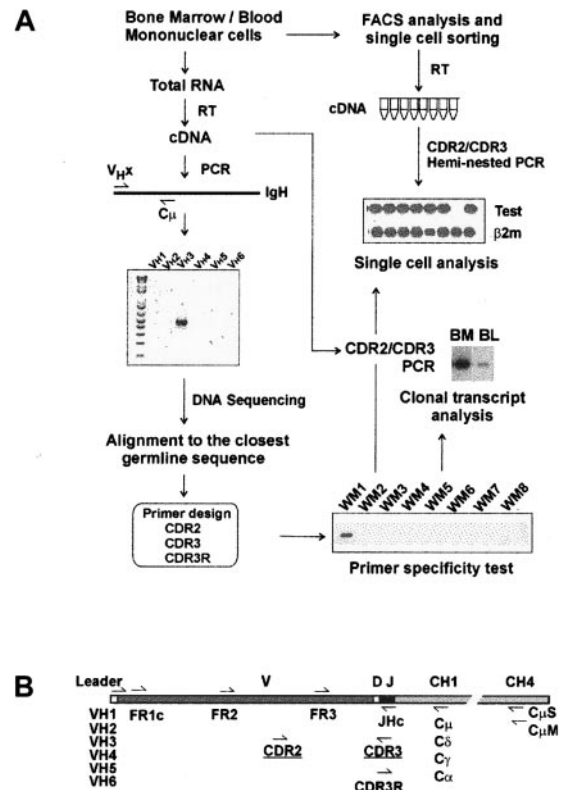 A
Bone Marrow / Blood
Mononuclear cells
FACS analysis and
single cell sorting
Total RNA
RT
RT
cDNA
cDNA
PCR
CDR2/CDR3
Hemi-nested PCR
VHX
IgH
Cμ
Test
β2m
VH1 VH2 VH3 VH4 VH5 VH6
Single cell analysis
CDR2/CDR3
PCR
BM BL
DNA Sequencing
Clonal transcript
analysis
Alignment to the closest
germline sequence
WM1 WM2 WM3 WM4 WM5 WM6 WM7 WM8
Primer design
CDR2
CDR3
CDR3R
Primer specificity test
B
Leader V D J CH1 CH4
VH1 FR1c FR2 FR3 JHc Cμ CμS
VH2 CμM
VH3 Cδ
VH4 CDR2 CDR3 Cγ
VH5 Cα
VH6 CDR3R